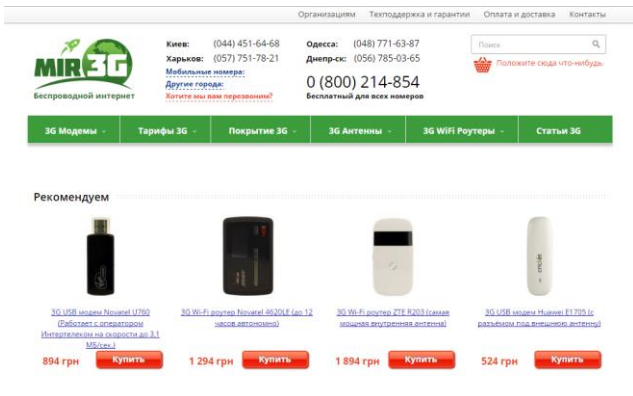 Организациям Техподдержка и гарантии Оплата и доставка Контакты
MIR3G
Беспроводной интернет
Киев: (044) 451-64-68
Харьков: (057) 751-78-21
Мобильные номера:
Другие города:
Хотите мы вам перезвоним?
Одесса: (048) 771-63-87
Днепр-ск: (056) 785-03-65
0 (800) 214-854
Бесплатный для всех номеров
Поиск
Положите сюда что-нибудь
3G Модемы Тарифы 3G Покрытие 3G 3G Антенны 3G WiFi Роутеры Статьи 3G
Рекомендуем
3G USB модем Novatel U760
(Работает с оператором
Интертелеком на скорости до 3.1
МБ/сек.)
894 грн Купить
3G Wi-Fi роутер Novatel 4620LE (до 12
часов автономно)
1 294 грн Купить
3G Wi-Fi роутер ZTE R203 (самая
мощная внутренняя антенна)
1 894 грн Купить
3G USB модем Huawei E1705 (с
разъёмом под внешнюю антенну)
524 грн Купить